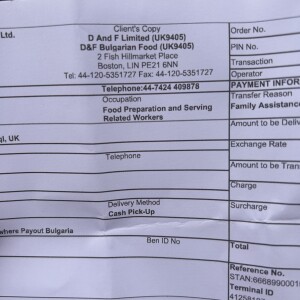 Ltd.
Client's Copy
D And F Limited (UK9405)
D&F Bulgarian Food (UK9405)
2 Fish Hillmarket Place
Boston, LIN PE21 6NN
Tel: 44-120-5351727 Fax: 44-120-5351727
Telephone:44-7424 409878
Occupation
Food Preparation and Serving
Related Workers
UK
Telephone
Delivery Method
Cash Pick-Up
Payout Bulgaria
Ben ID No
Order No.
PIN No.
Transaction
Operator
PAYMENT INFOR
Transfer Reason
Family Assistance
Amount to be Deliv
Exchange Rate
Amount to be Tran
Charge
Surcharge
Total
Reference No.
STAN:6668990001
Terminal ID